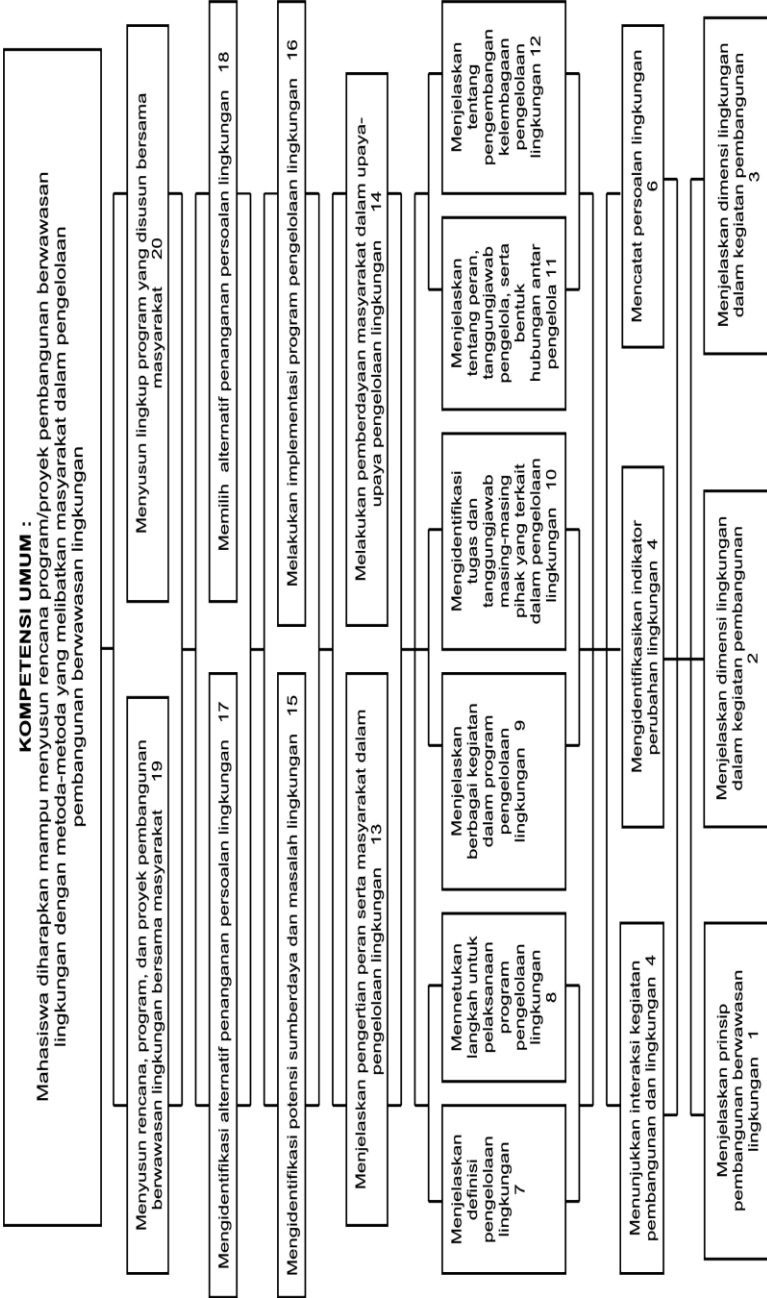 KOMPETENSI UMUM :
Mahasiswa diharapkan mampu menyusun rencana program/proyek pembangunan berwawasan
lingkungan dengan metoda-metoda yang melibatkan masyarakat dalam pengelolaan
pembangunan berwawasan lingkungan
Menyusun rencana, program, dan proyek pembangunan
berwawasan lingkungan bersama masyarakat 19
Menyusun lingkup program yang disusun bersama
masyarakat 20
Mengidentifikasi alternatif penanganan persoalan lingkungan 17
Memilih alternatif penanganan persoalan lingkungan 18
Mengidentifikasi potensi sumberdaya dan masalah lingkungan 15
Melakukan implementasi program pengelolaan lingkungan 16
Menjelaskan pengertian peran serta masyarakat dalam
pengelolaan lingkungan 13
Melakukan pemberdayaan masyarakat dalam upaya-
upaya pengelolaan lingkungan 14
Menjelaskan
definisi
pengelolaan
lingkungan
7
Mennetukan
langkah untuk
pelaksanaan
program
pengelolaan
lingkungan
8
Menjelaskan
berbagai kegiatan
dalam program
pengelolaan
lingkungan 9
Mengidentifikasi
tugas dan
tanggungjawab
masing-masing
pihak yang terkait
dalam pengelolaan
lingkungan 10
Menjelaskan
tentang peran,
tanggungjawab
pengelola, serta
bentuk
hubungan antar
pengelola 11
Menjelaskan
tentang
pengembangan
kelembagaan
pengelolaan
lingkungan 12
Menunjukkan interaksi kegiatan
pembangunan dan lingkungan 4
Mengidentifikasikan indikator
perubahan lingkungan 4
Mencatat persoalan lingkungan
6
Menjelaskan prinsip
pembangunan berwawasan
lingkungan 1
Menjelaskan dimensi lingkungan
dalam kegiatan pembangunan
2
Menjelaskan dimensi lingkungan
dalam kegiatan pembangunan
3